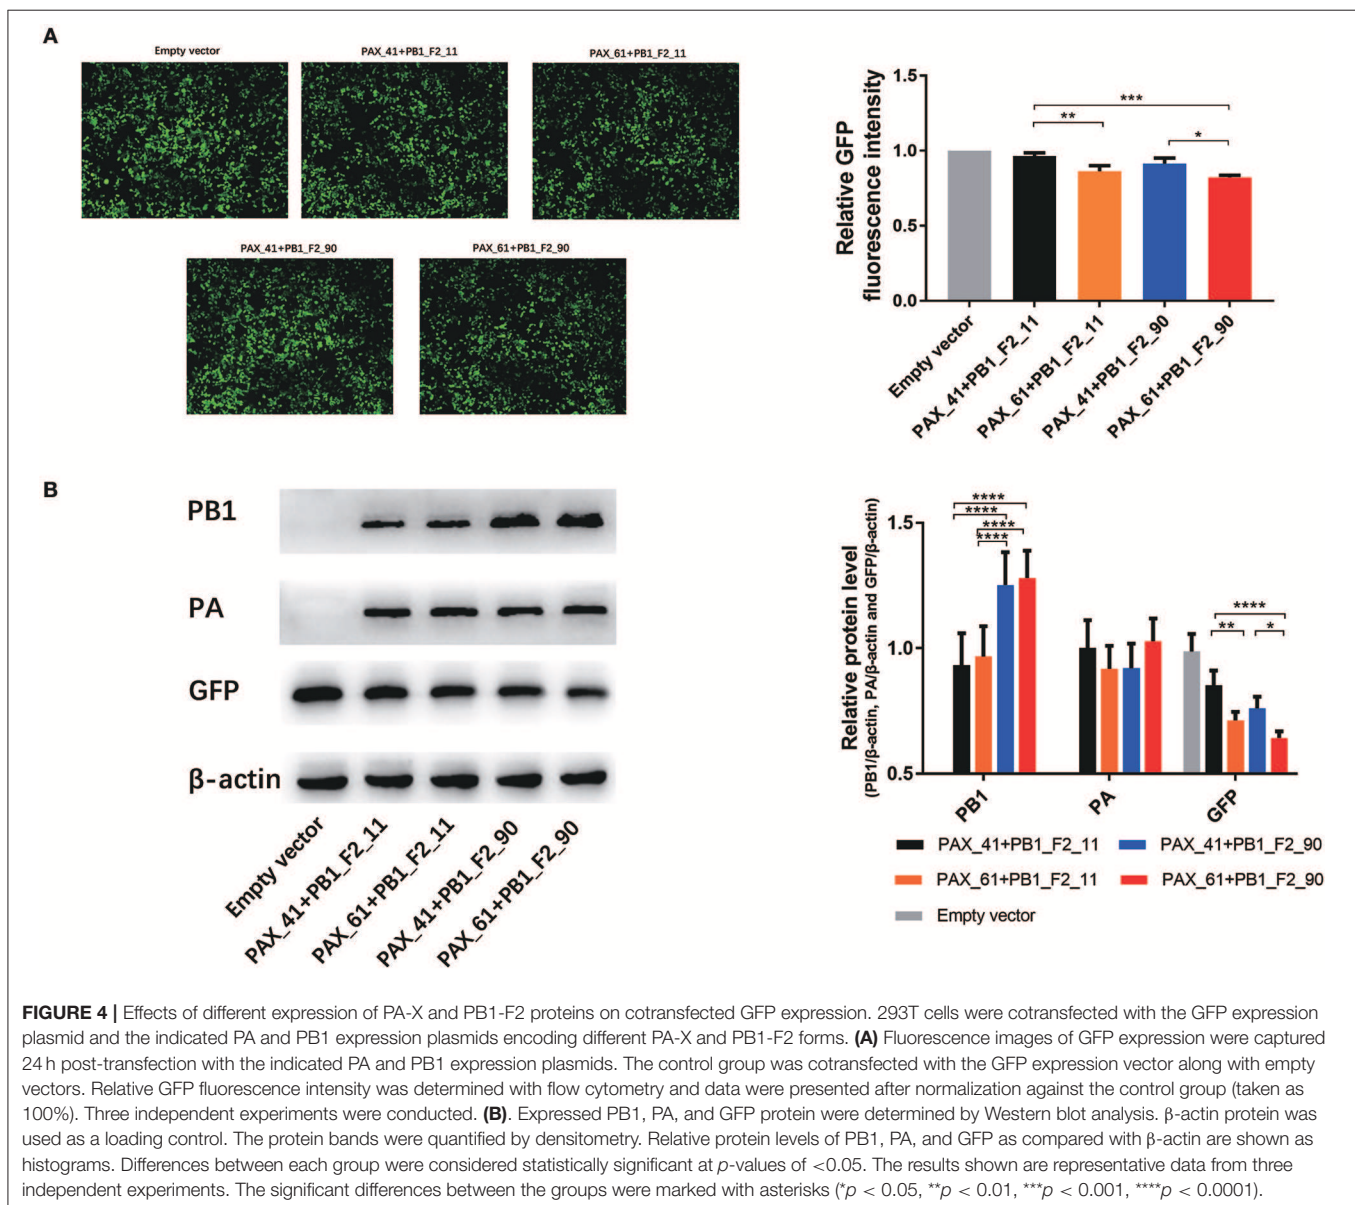 A
Empty vector
PAX_41+PB1_F2_11
PAX_61+PB1_F2_11
PAX_41+PB1_F2_90
PAX_61+PB1_F2_90
Relative GFP
fluorescence intensity
1.5
1.0
0.5
0.0
***
**
*
Empty vector
PAX_41+PB1_F2_11
PAX_61+PB1_F2_11
PAX_41+PB1_F2_90
PAX_61+PB1_F2_90
B
PB1
PA
GFP
β-actin
Empty vector
PAX_41+PB1_F2_11
PAX_61+PB1_F2_11
PAX_41+PB1_F2_90
PAX_61+PB1_F2_90
Relative protein level
(PB1/β-actin, PA/β-actin and GFP/β-actin)
1.5
1.0
0.5
****
****
****
****
****
**
*
PB1
PA
GFP
PAX_41+PB1_F2_11
PAX_41+PB1_F2_90
PAX_61+PB1_F2_11
PAX_61+PB1_F2_90
Empty vector
FIGURE 4 | Effects of different expression of PA-X and PB1-F2 proteins on cotransfected GFP expression. 293T cells were cotransfected with the GFP expression
plasmid and the indicated PA and PB1 expression plasmids encoding different PA-X and PB1-F2 forms. (A) Fluorescence images of GFP expression were captured
24 h post-transfection with the indicated PA and PB1 expression plasmids. The control group was cotransfected with the GFP expression vector along with empty
vectors. Relative GFP fluorescence intensity was determined with flow cytometry and data were presented after normalization against the control group (taken as
100%). Three independent experiments were conducted. (B). Expressed PB1, PA, and GFP protein were determined by Western blot analysis. β-actin protein was
used as a loading control. The protein bands were quantified by densitometry. Relative protein levels of PB1, PA, and GFP as compared with β-actin are shown as
histograms. Differences between each group were considered statistically significant at p-values of <0.05. The results shown are representative data from three
independent experiments. The significant differences between the groups were marked with asterisks (*p < 0.05, **p < 0.01, ***p < 0.001, ****p < 0.0001).